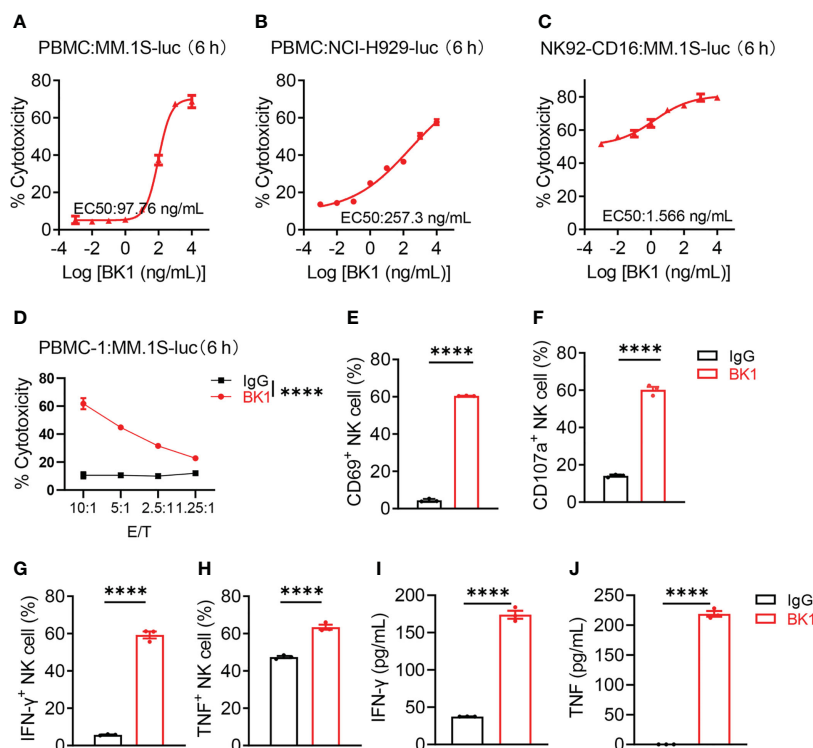 A
PBMC:MM.1S-luc (6 h)
% Cytotoxicity
80
60
40
20
0
EC50:97.76 ng/mL
-4 -2 0 2 4
Log [BK1 (ng/mL)]
B
PBMC:NCI-H929-luc (6 h)
% Cytotoxicity
80
60
40
20
0
EC50:257.3 ng/mL
-4 -2 0 2 4
Log [BK1 (ng/mL)]
C
NK92-CD16:MM.1S-luc (6 h)
% Cytotoxicity
80
60
40
20
0
EC50:1.566 ng/mL
-4 -2 0 2 4
Log [BK1 (ng/mL)]
D
PBMC-1:MM.1S-luc(6 h)
% Cytotoxicity
80
60
40
20
0
10:1 5:1 2.5:1 1.25:1
E/T
IgG
BK1
****
E
CD69+ NK cell (%)
80
60
40
20
0
****
F
CD107a+ NK cell (%)
80
60
40
20
0
****
IgG
BK1
G
IFN-γ+ NK cell (%)
80
60
40
20
0
****
H
TNF+ NK cell (%)
80
60
40
20
0
****
I
IFN-γ (pg/mL)
200
150
100
50
0
****
J
TNF (pg/mL)
250
200
150
100
50
0
****
IgG
BK1